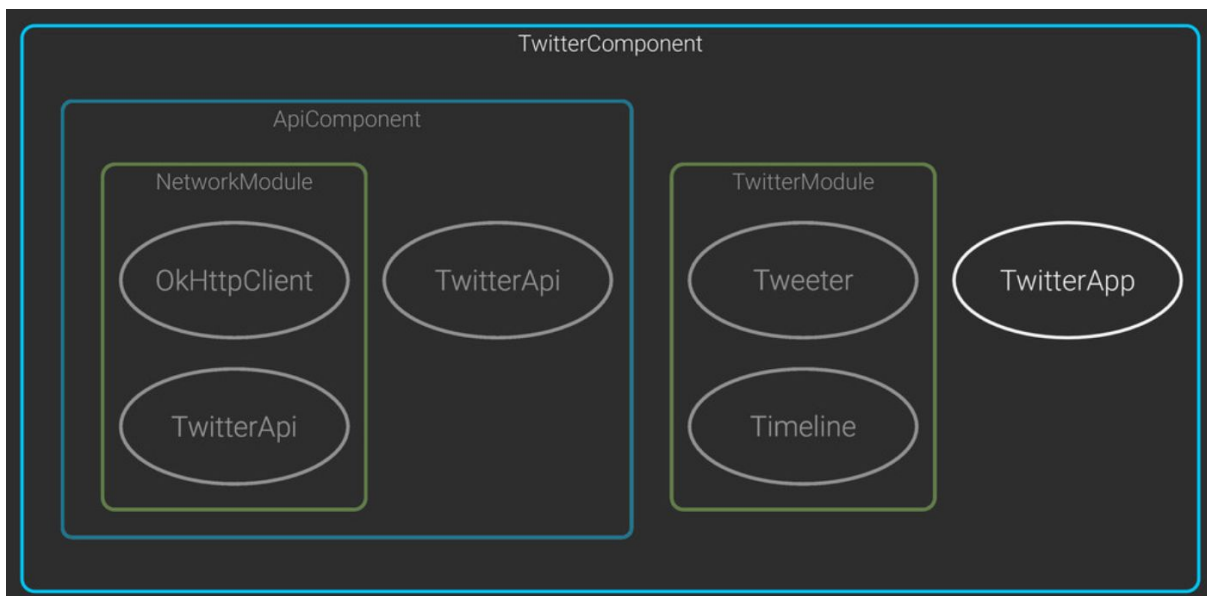 TwitterComponent
ApiComponent
NetworkModule
TwitterModule
OkHttpClient
TwitterApi
Tweeter
TwitterApp
TwitterApi
Timeline